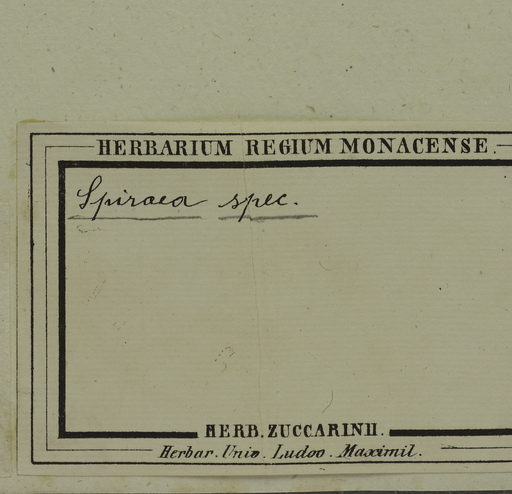 HERBARIUM REGIUM MONACENSE.
Spiraea spec.
HERB. ZUCCARINII.
Herbar. Univ. Ludov. Maximil.